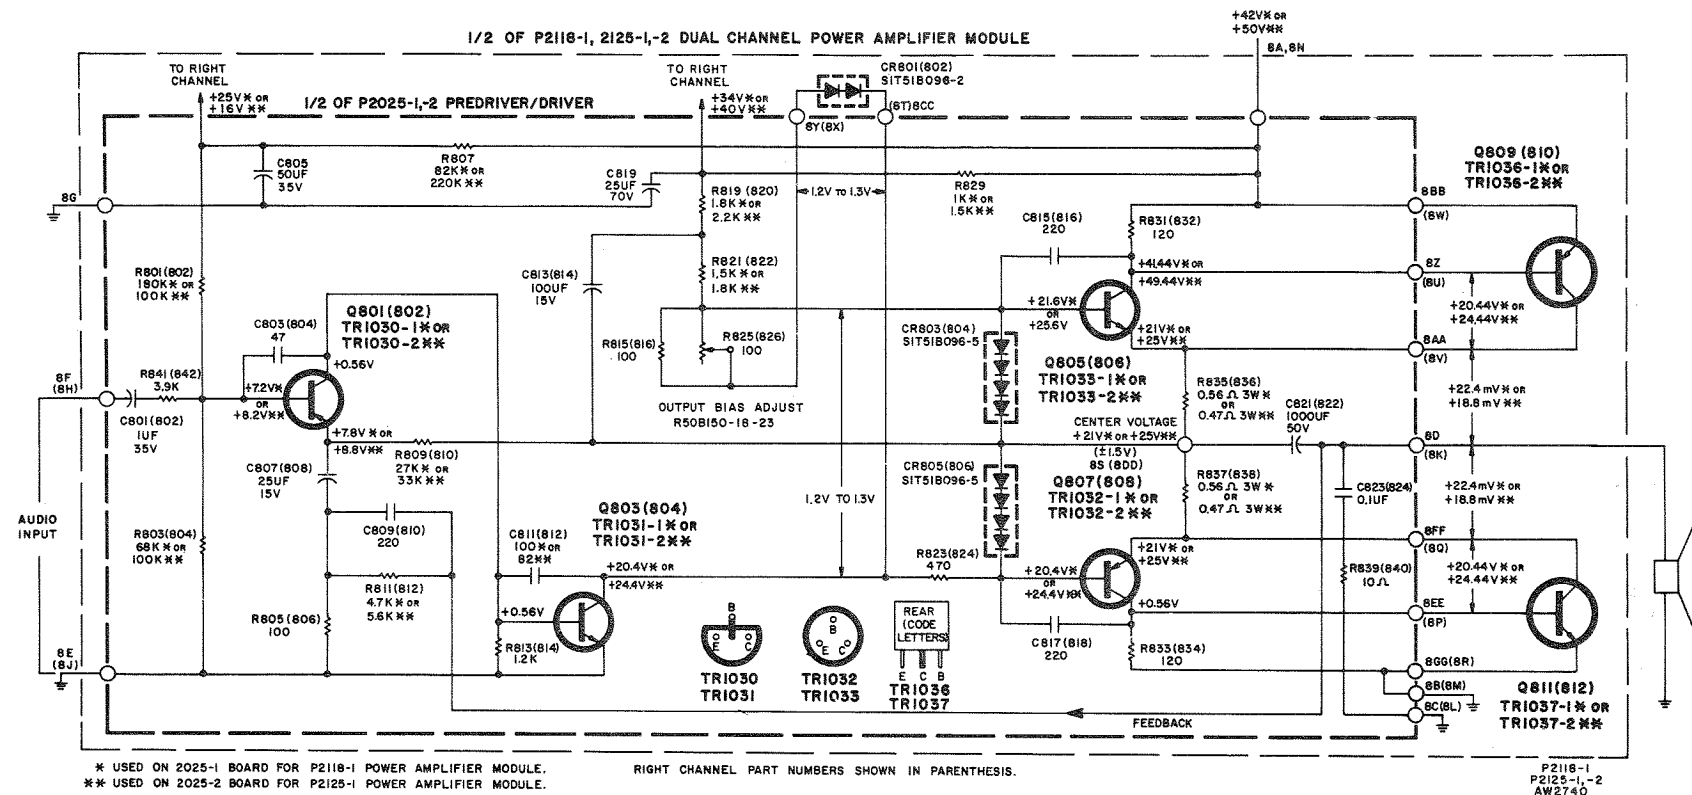 1/2 OF P2118-1, 2125-1,-2 DUAL CHANNEL POWER AMPLIFIER MODULE
+42V* OR
+50V**
8A,8N
TO RIGHT
CHANNEL
+25V* OR
+16V**
1/2 OF P2025-1,-2 PREDRIVER/DRIVER
TO RIGHT
CHANNEL
+34V* OR
+40V**
CR801(802)
SIT51B096-2
8Y(8X)
(8T)8CC
C805
50UF
35V
R807
82K* OR
220K**
C819
25UF
70V
R819(820)
1.8K* OR
2.2K**
1.2V TO 1.3V
R829
1K* OR
1.5K**
Q809(810)
TR1036-1* OR
TR1036-2**
8G
8BB
(8W)
C815(816)
220
R831(832)
120
R801(802)
180K* OR
100K**
C813(814)
100UF
15V
R821(822)
1.5K* OR
1.8K**
+41.44V* OR
+49.44V**
8Z
(8U)
+20.44V* OR
+24.44V**
Q801(802)
TR1030-1* OR
TR1030-2**
C803(804)
47
+0.56V
R815(816)
100
R825(826)
100
+21.6V*
OR
+25.6V
CR803(804)
SIT51B096-5
+21V* OR
+25V**
8AA
(8V)
Q805(806)
TR1033-1* OR
TR1033-2**
8F
(8H)
R841(842)
3.9K
+7.2V*
OR
+8.2V**
OUTPUT BIAS ADJUST
R50B150-18-23
R835(836)
0.56Ω 3W*
OR
0.47Ω 3W**
C821(822)
1000UF
50V
+22.4mV* OR
+18.8mV**
C801(802)
1UF
35V
+7.8V* OR
+8.8V**
R809(810)
27K* OR
33K**
CENTER VOLTAGE
+21V* OR +25V**
(±1.5V)
8S (8DD)
8D
(8K)
C807(808)
25UF
15V
CR805(806)
SIT51B096-5
Q807(808)
TR1032-1* OR
TR1032-2**
R837(838)
0.56Ω 3W*
OR
0.47Ω 3W**
C823(824)
0.1UF
+22.4mV* OR
+18.8mV**
1.2V TO 1.3V
AUDIO
INPUT
R803(804)
68K* OR
100K**
C809(810)
220
Q803(804)
TR1031-1* OR
TR1031-2**
C811(812)
100* OR
82**
+20.4V* OR
+24.4V**
R823(824)
470
+20.4V*
OR
+24.4V**
+21V* OR
+25V**
8FF
(8Q)
R839(840)
10Ω
+20.44V* OR
+24.44V**
R811(812)
4.7K* OR
5.6K**
R805(806)
100
+0.56V
R813(814)
1.2K
+0.56V
8EE
(8P)
C817(818)
220
R833(834)
120
B
E
C
TR1030
TR1031
B
E
C
TR1032
TR1033
REAR
(CODE
LETTERS)
E C B
TR1036
TR1037
8E
(8J)
8GG(8R)
8B(8M)
8C(8L)
Q811(812)
TR1037-1* OR
TR1037-2**
FEEDBACK
* USED ON 2025-1 BOARD FOR P2118-1 POWER AMPLIFIER MODULE.
** USED ON 2025-2 BOARD FOR P2125-1 POWER AMPLIFIER MODULE.
RIGHT CHANNEL PART NUMBERS SHOWN IN PARENTHESIS.
P2118-1
P2125-1,-2
AW2740